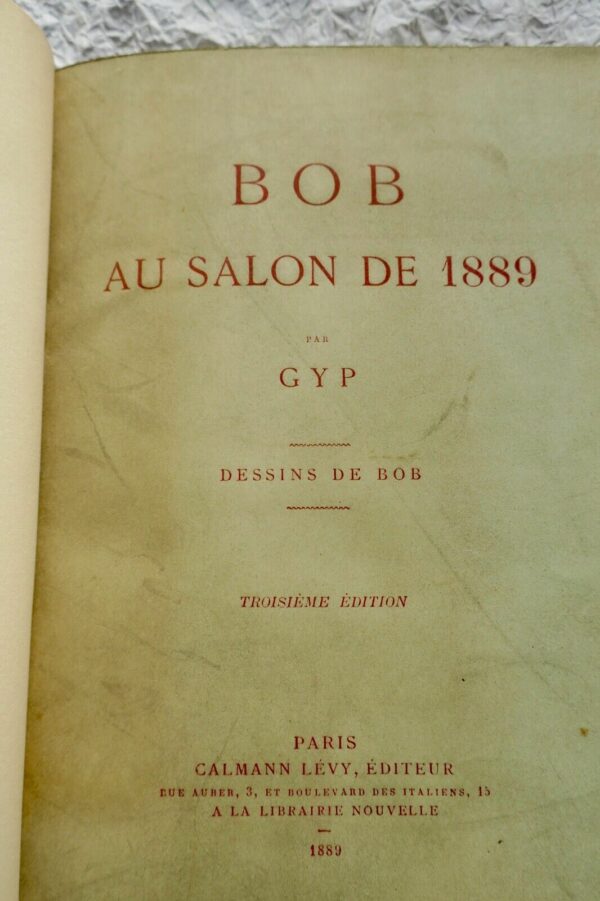 BOB
AU SALON DE 1889
PAR
GYP
DESSINS DE BOB
TROISIÈME ÉDITION
PARIS
CALMANN LÉVY, ÉDITEUR
RUE AUBER, 3, ET BOULEVARD DES ITALIENS, 15
A LA LIBRAIRIE NOUVELLE
1889